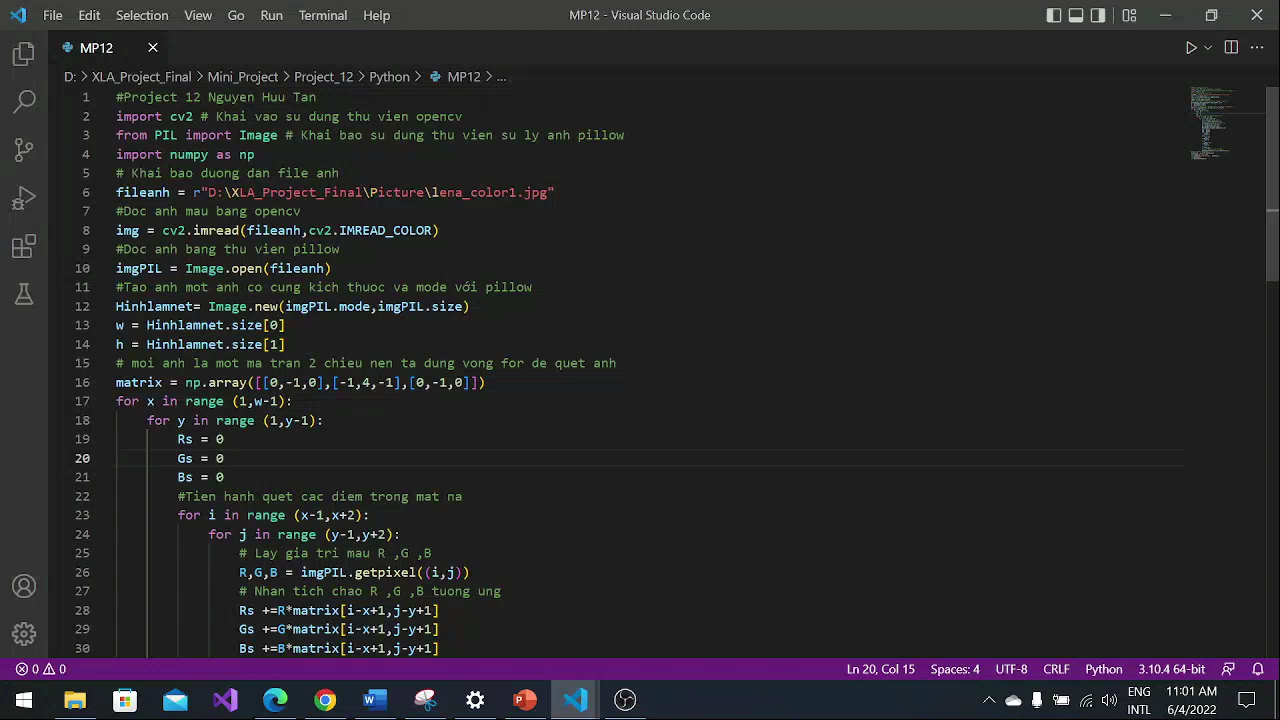 File Edit Selection View Go Run Terminal Help MP12 - Visual Studio Code
MP12
D: > XLA_Project_Final > Mini_Project > Project_12 > Python > MP12 > ...
1 #Project 12 Nguyen Huu Tan
2 import cv2 # Khai vao su dung thu vien opencv
3 from PIL import Image # Khai bao su dung thu vien su ly anh pillow
4 import numpy as np
5 # Khai bao duong dan file anh
6 fileanh = r"D:\XLA_Project_Final\Picture\lena_color1.jpg"
7 #Doc anh mau bang opencv
8 img = cv2.imread(fileanh,cv2.IMREAD_COLOR)
9 #Doc anh bang thu vien pillow
10 imgPIL = Image.open(fileanh)
11 #Tao anh mot anh co cung kich thuoc va mode với pillow
12 Hinhlamnet= Image.new(imgPIL.mode,imgPIL.size)
13 w = Hinhlamnet.size[0]
14 h = Hinhlamnet.size[1]
15 # moi anh la mot ma tran 2 chieu nen ta dung vong for de quet anh
16 matrix = np.array([[0,-1,0],[-1,4,-1],[0,-1,0]])
17 for x in range (1,w-1):
18 for y in range (1,y-1):
19 Rs = 0
20 Gs = 0
21 Bs = 0
22 #Tien hanh quet cac diem trong mat na
23 for i in range (x-1,x+2):
24 for j in range (y-1,y+2):
25 # Lay gia tri mau R ,G ,B
26 R,G,B = imgPIL.getpixel((i,j))
27 # Nhan tich chao R ,G ,B tuong ung
28 Rs +=R*matrix[i-x+1,j-y+1]
29 Gs +=G*matrix[i-x+1,j-y+1]
30 Bs +=B*matrix[i-x+1,j-y+1]
0 0 Ln 20, Col 15 Spaces: 4 UTF-8 CRLF Python 3.10.4 64-bit
ENG 11:01 AM
INTL 6/4/2022